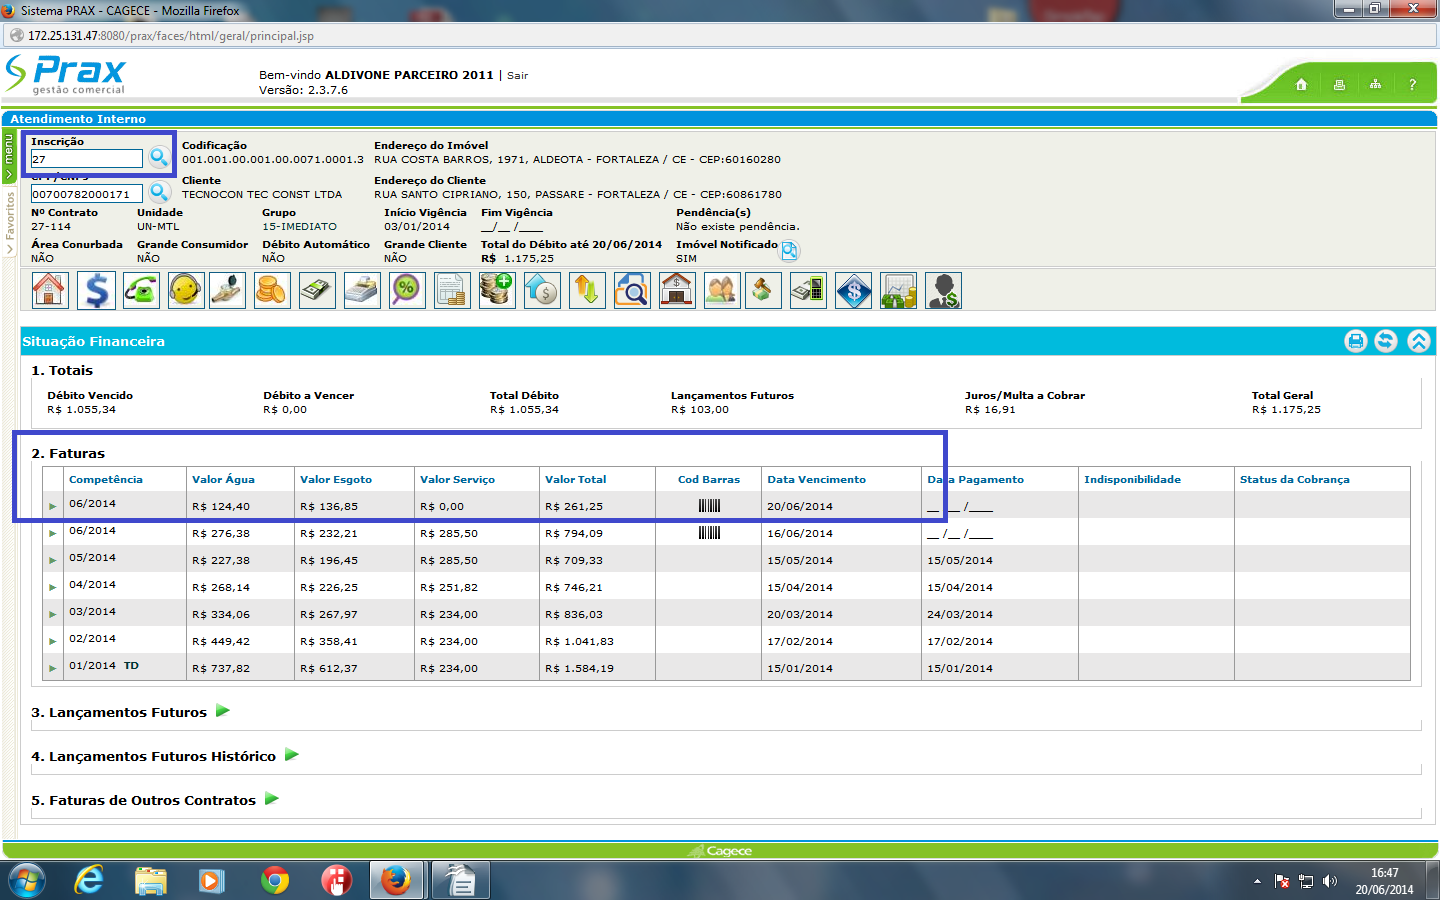 Sistema PRAX - CAGECE - Mozilla Firefox
172.25.131.47:8080/prax/faces/html/geral/principal.jsp
Prax
gestão comercial
Bem-vindo ALDIVONE PARCEIRO 2011 | Sair
Versão: 2.3.7.6
?
Atendimento Interno
menu
Favoritos
Inscrição
27
Codificação
001.001.00.001.00.0071.0001.3
Endereço do Imóvel
RUA COSTA BARROS, 1971, ALDEOTA - FORTALEZA / CE - CEP:60160280
00700782000171
Cliente
TECNOCON TEC CONST LTDA
Endereço do Cliente
RUA SANTO CIPRIANO, 150, PASSARE - FORTALEZA / CE - CEP:60861780
Nº Contrato Unidade Grupo Início Vigência Fim Vigência Pendência(s)
27-114 UN-MTL 15-IMEDIATO 03/01/2014 __/__ /____ Não existe pendência.
Área Conurbada Grande Consumidor Débito Automático Grande Cliente Total do Débito até 20/06/2014 Imóvel Notificado
NÃO NÃO NÃO NÃO R$ 1.175,25 SIM
Situação Financeira
1. Totais
Débito Vencido Débito a Vencer Total Débito Lançamentos Futuros Juros/Multa a Cobrar Total Geral
R$ 1.055,34 R$ 0,00 R$ 1.055,34 R$ 103,00 R$ 16,91 R$ 1.175,25
2. Faturas
Competência Valor Água Valor Esgoto Valor Serviço Valor Total Cod Barras Data Vencimento Data Pagamento Indisponibilidade Status da Cobrança
06/2014 R$ 124,40 R$ 136,85 R$ 0,00 R$ 261,25 20/06/2014 __ /__ /____
06/2014 R$ 276,38 R$ 232,21 R$ 285,50 R$ 794,09 16/06/2014 __ /__ /____
05/2014 R$ 227,38 R$ 196,45 R$ 285,50 R$ 709,33 15/05/2014 15/05/2014
04/2014 R$ 268,14 R$ 226,25 R$ 251,82 R$ 746,21 15/04/2014 15/04/2014
03/2014 R$ 334,06 R$ 267,97 R$ 234,00 R$ 836,03 20/03/2014 24/03/2014
02/2014 R$ 449,42 R$ 358,41 R$ 234,00 R$ 1.041,83 17/02/2014 17/02/2014
01/2014 TD R$ 737,82 R$ 612,37 R$ 234,00 R$ 1.584,19 15/01/2014 15/01/2014
3. Lançamentos Futuros
4. Lançamentos Futuros Histórico
5. Faturas de Outros Contratos
Cagece
16:47
20/06/2014